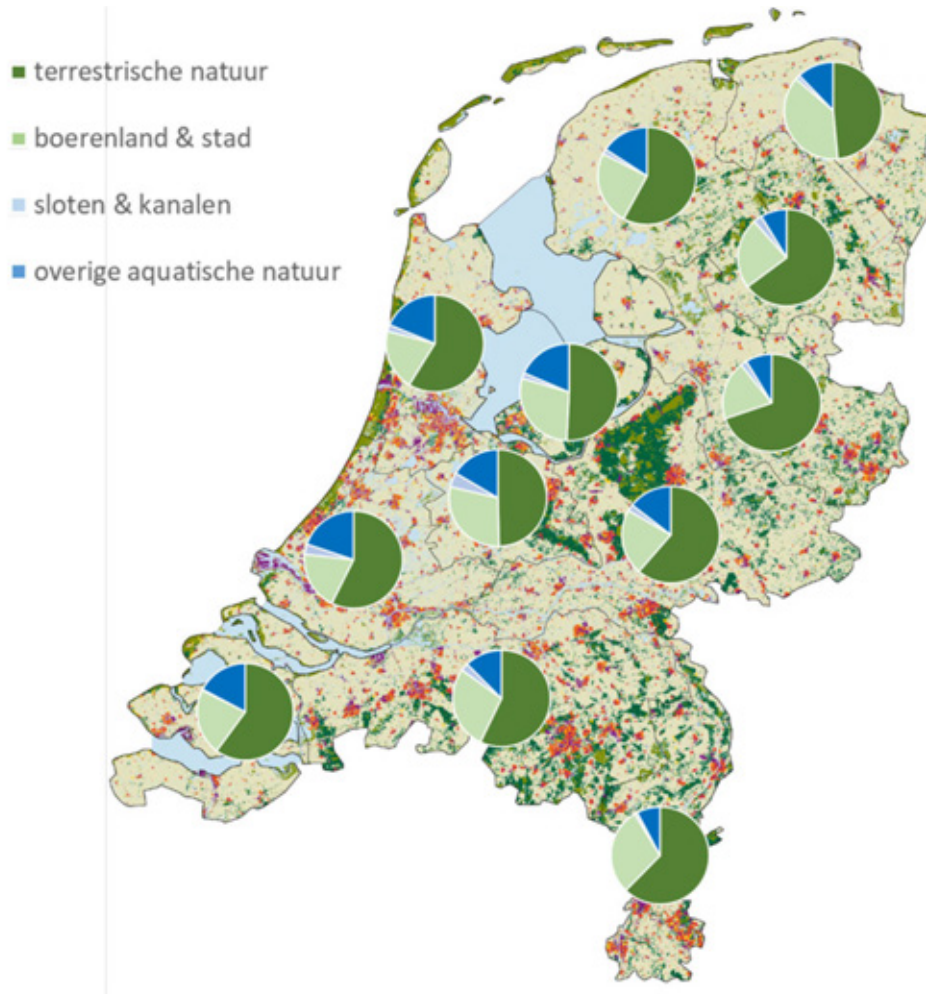 terrestrische natuur
boerenland & stad
sloten & kanalen
overige aquatische natuur